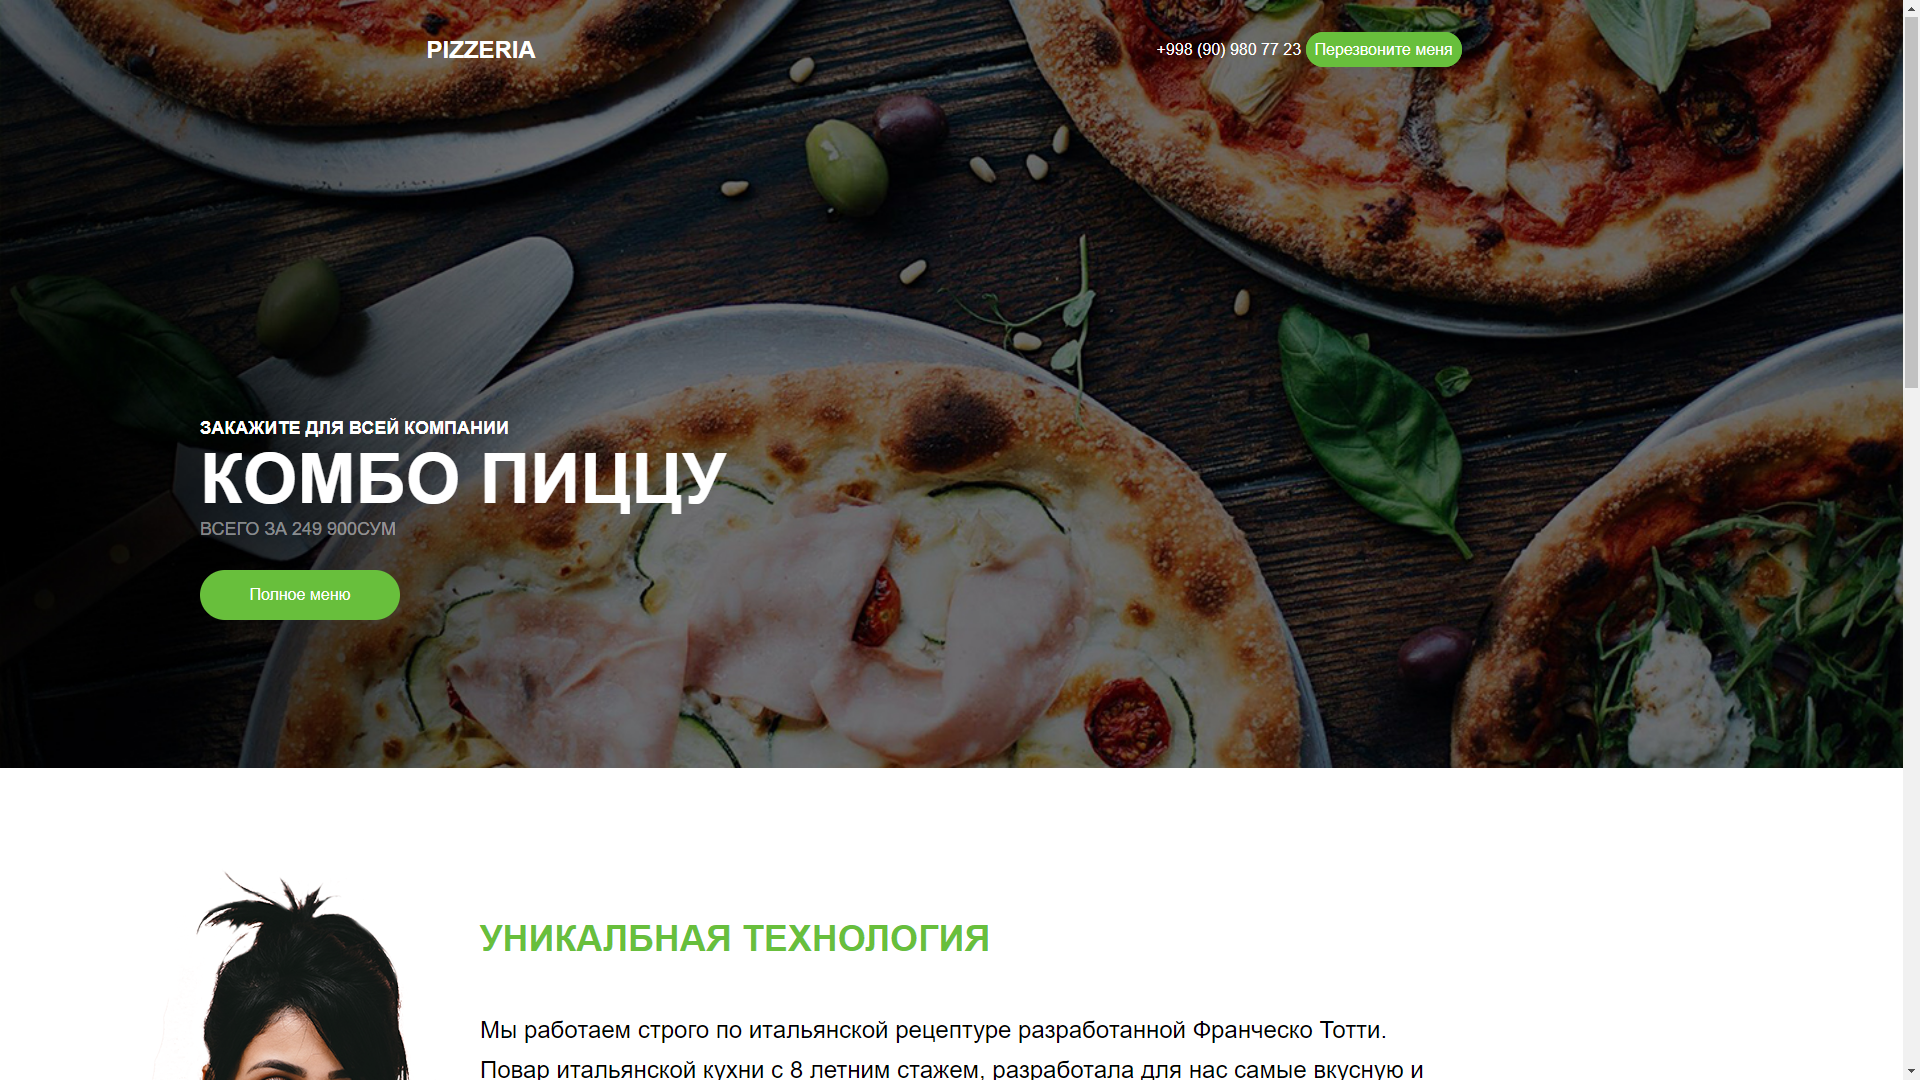 PIZZERIA
+998 (90) 980 77 23 Перезвоните меня
ЗАКАЖИТЕ ДЛЯ ВСЕЙ КОМПАНИИ
КОМБО ПИЦЦУ
ВСЕГО ЗА 249 900СУМ
Полное меню
УНИКАЛБНАЯ ТЕХНОЛОГИЯ
Мы работаем строго по итальянской рецептуре разработанной Франческо Тотти.
Повар итальянской кухни с 8 летним стажем, разработала для нас самые вкусную и